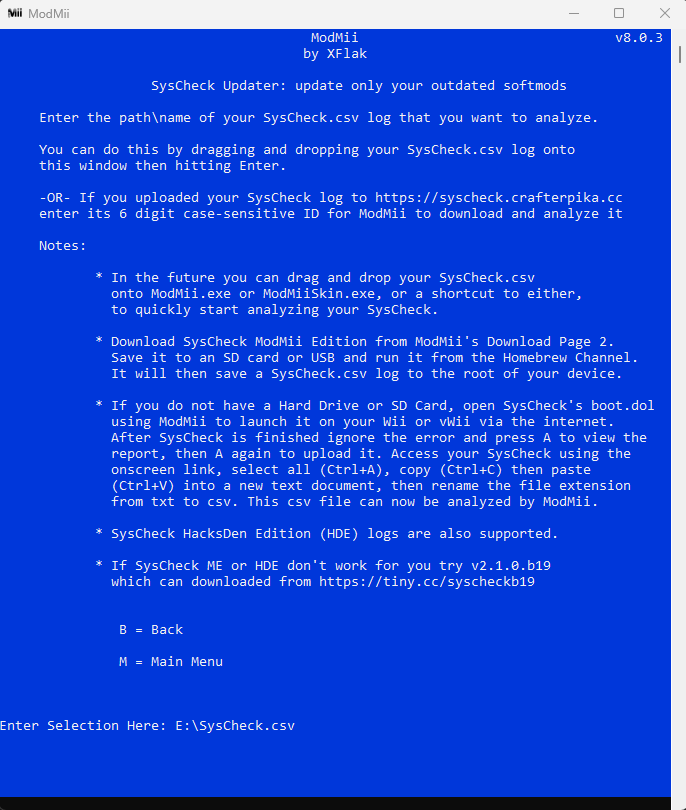 Mii ModMii
ModMii v8.0.3
by XFlak
SysCheck Updater: update only your outdated softmods
Enter the path\name of your SysCheck.csv log that you want to analyze.
You can do this by dragging and dropping your SysCheck.csv log onto
this window then hitting Enter.
-OR- If you uploaded your SysCheck log to https://syscheck.crafterpika.cc
enter its 6 digit case-sensitive ID for ModMii to download and analyze it
Notes:
* In the future you can drag and drop your SysCheck.csv
onto ModMii.exe or ModMiiSkin.exe, or a shortcut to either,
to quickly start analyzing your SysCheck.
* Download SysCheck ModMii Edition from ModMii's Download Page 2.
Save it to an SD card or USB and run it from the Homebrew Channel.
It will then save a SysCheck.csv log to the root of your device.
* If you do not have a Hard Drive or SD Card, open SysCheck's boot.dol
using ModMii to launch it on your Wii or vWii via the internet.
After SysCheck is finished ignore the error and press A to view the
report, then A again to upload it. Access your SysCheck using the
onscreen link, select all (Ctrl+A), copy (Ctrl+C) then paste
(Ctrl+V) into a new text document, then rename the file extension
from txt to csv. This csv file can now be analyzed by ModMii.
* SysCheck HacksDen Edition (HDE) logs are also supported.
* If SysCheck ME or HDE don't work for you try v2.1.0.b19
which can downloaded from https://tiny.cc/syscheckb19
B = Back
M = Main Menu
Enter Selection Here: E:\SysCheck.csv